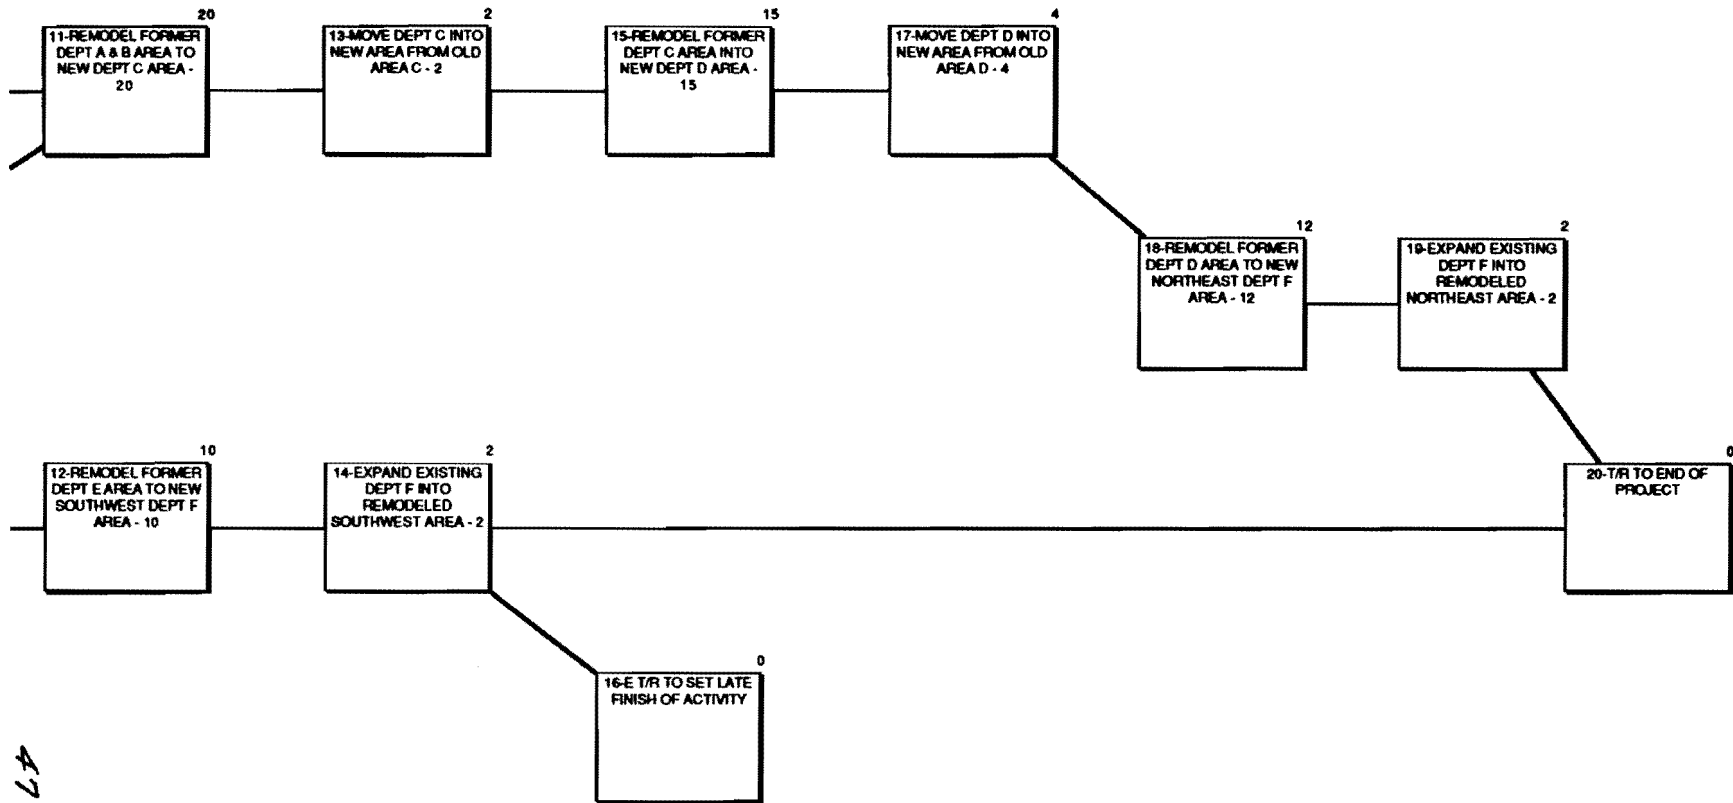 20
11-REMODEL FORMER
DEPT A & B AREA TO
NEW DEPT C AREA -
20
2
13-MOVE DEPT C INTO
NEW AREA FROM OLD
AREA C - 2
15
15-REMODEL FORMER
DEPT C AREA INTO
NEW DEPT D AREA -
15
4
17-MOVE DEPT D INTO
NEW AREA FROM OLD
AREA D - 4
12
18-REMODEL FORMER
DEPT D AREA TO NEW
NORTHEAST DEPT F
AREA - 12
2
19-EXPAND EXISTING
DEPT F INTO
REMODELED
NORTHEAST AREA - 2
10
12-REMODEL FORMER
DEPT E AREA TO NEW
SOUTHWEST DEPT F
AREA - 10
2
14-EXPAND EXISTING
DEPT F INTO
REMODELED
SOUTHWEST AREA - 2
0
20-T/R TO END OF
PROJECT
0
16-E T/R TO SET LATE
FINISH OF ACTIVITY
47